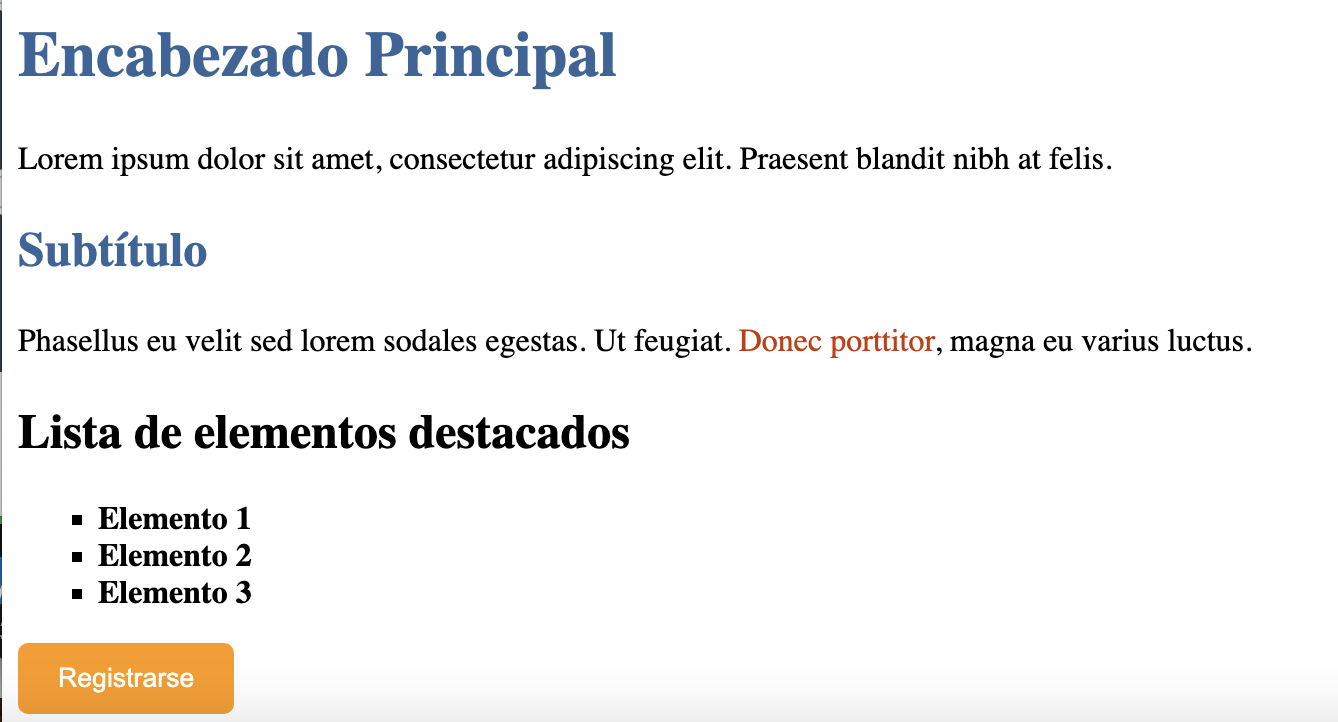 Encabezado Principal
Lorem ipsum dolor sit amet, consectetur adipiscing elit. Praesent blandit nibh at felis.
Subtítulo
Phasellus eu velit sed lorem sodales egestas. Ut feugiat. Donec porttitor, magna eu varius luctus.
Lista de elementos destacados
Elemento 1
Elemento 2
Elemento 3
Registrarse